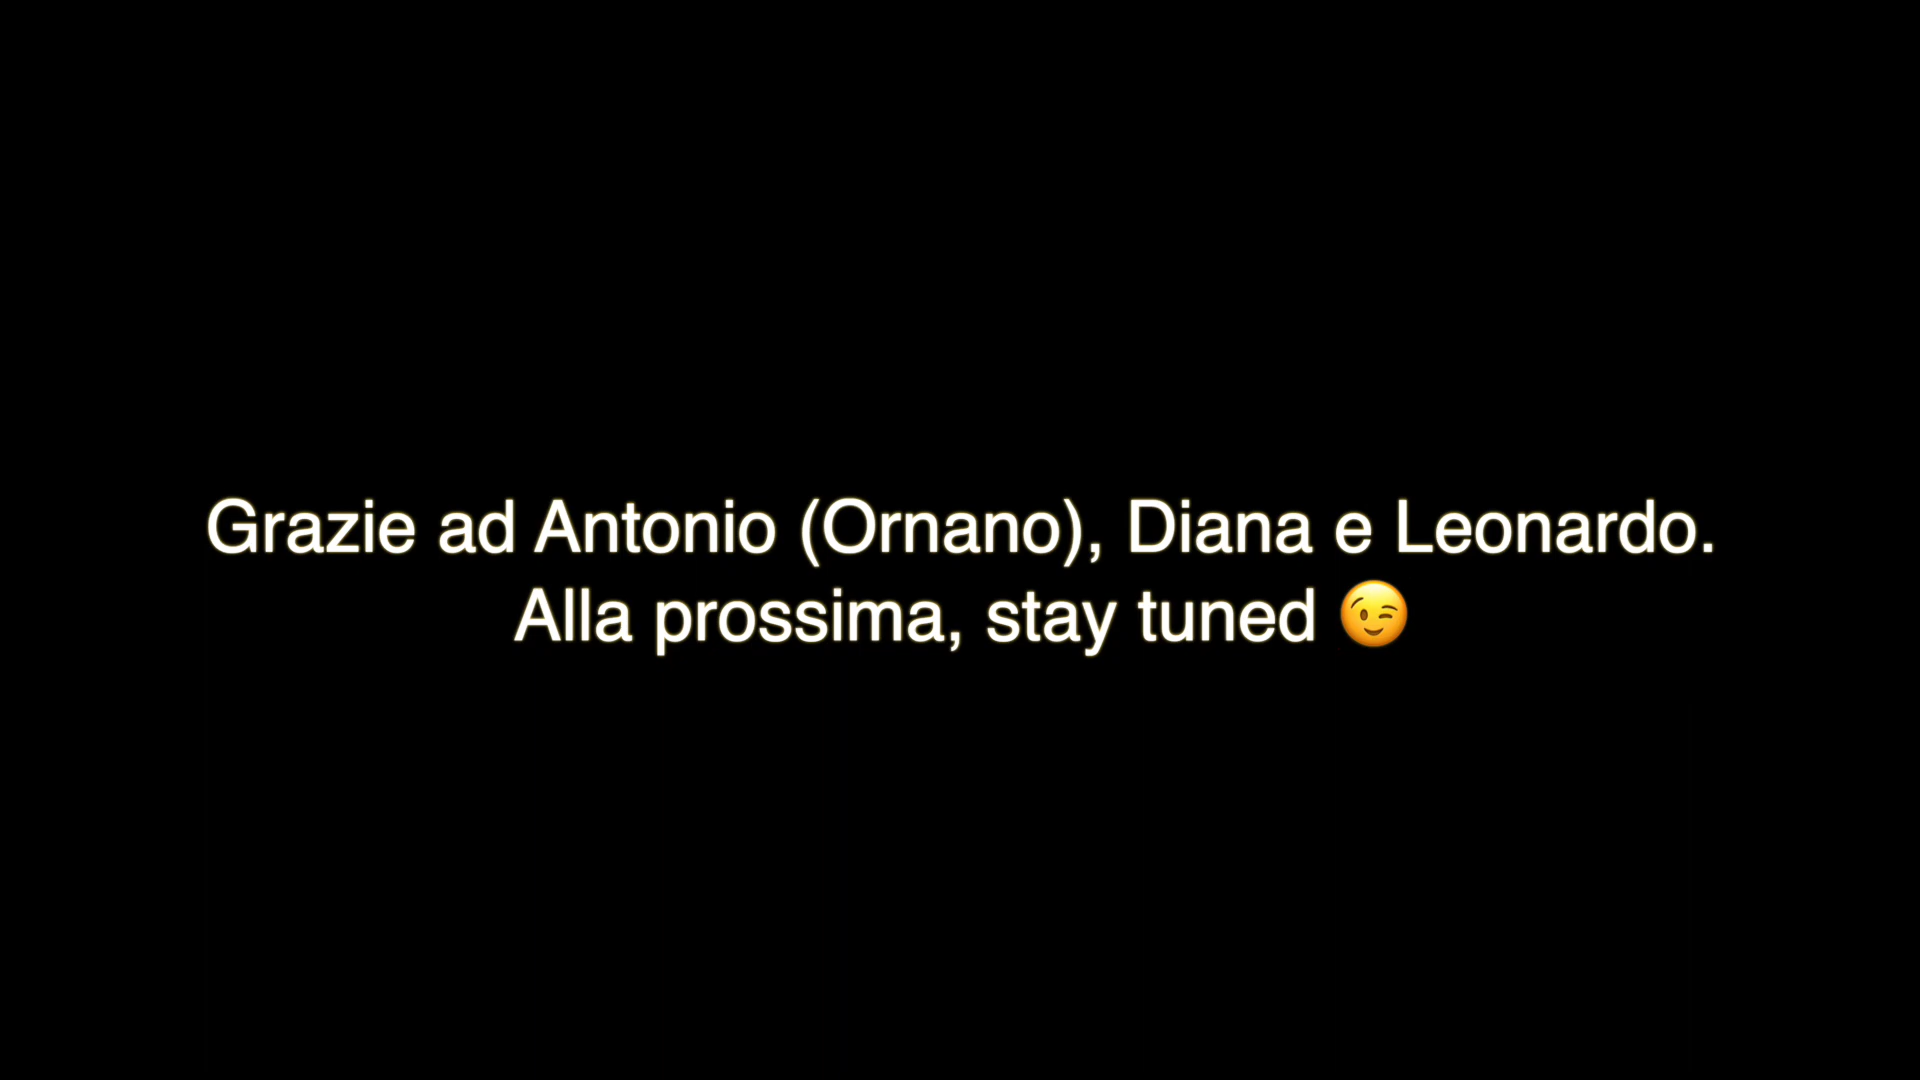 Grazie ad Antonio (Ornano), Diana e Leonardo.
Alla prossima, stay tuned 😉